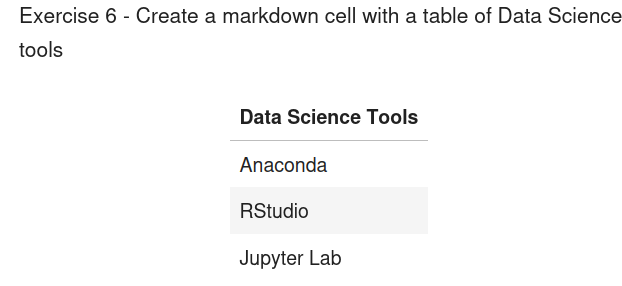 Exercise 6 - Create a markdown cell with a table of Data Science
tools
Data Science Tools
Anaconda
RStudio
Jupyter Lab